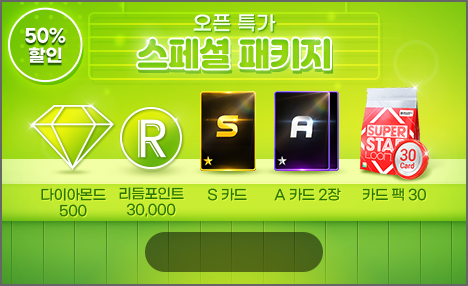 50%
할인
오픈 특가
스페셜 패키지
R
S
A
SUPER
STA
30
Card
다이아몬드
500
리듬포인트
30,000
S 카드
A 카드 2장
카드 팩 30